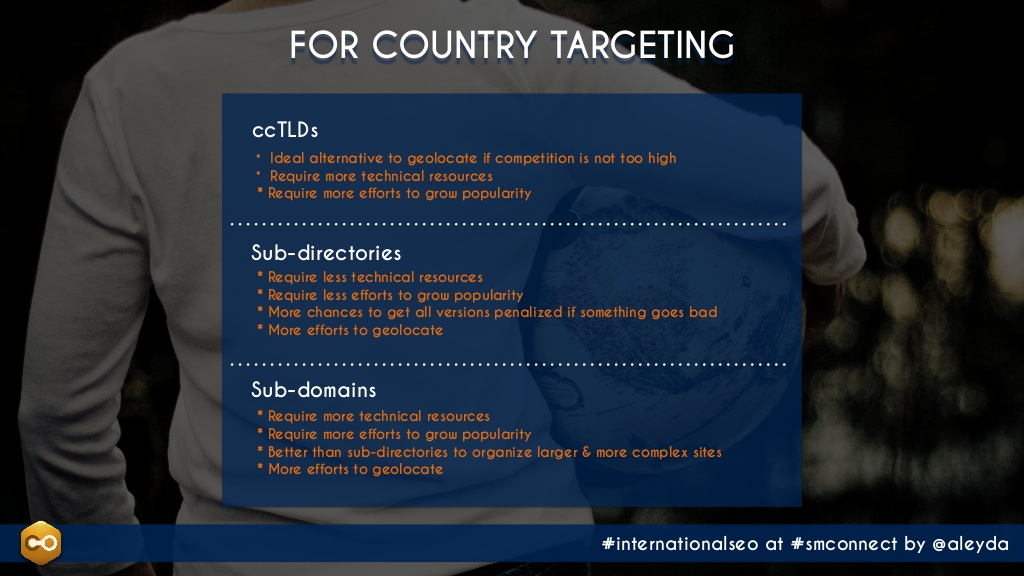 FOR COUNTRY TARGETING
ccTLDs
* Ideal alternative to geolocate if competition is not too high
* Require more technical resources
* Require more efforts to grow popularity
Sub-directories
* Require less technical resources
* Require less efforts to grow popularity
* More chances to get all versions penalized if something goes bad
* More efforts to geolocate
Sub-domains
* Require more technical resources
* Require more efforts to grow popularity
* Better than sub-directories to organize larger & more complex sites
* More efforts to geolocate
#internationalseo at #smconnect by @aleyda